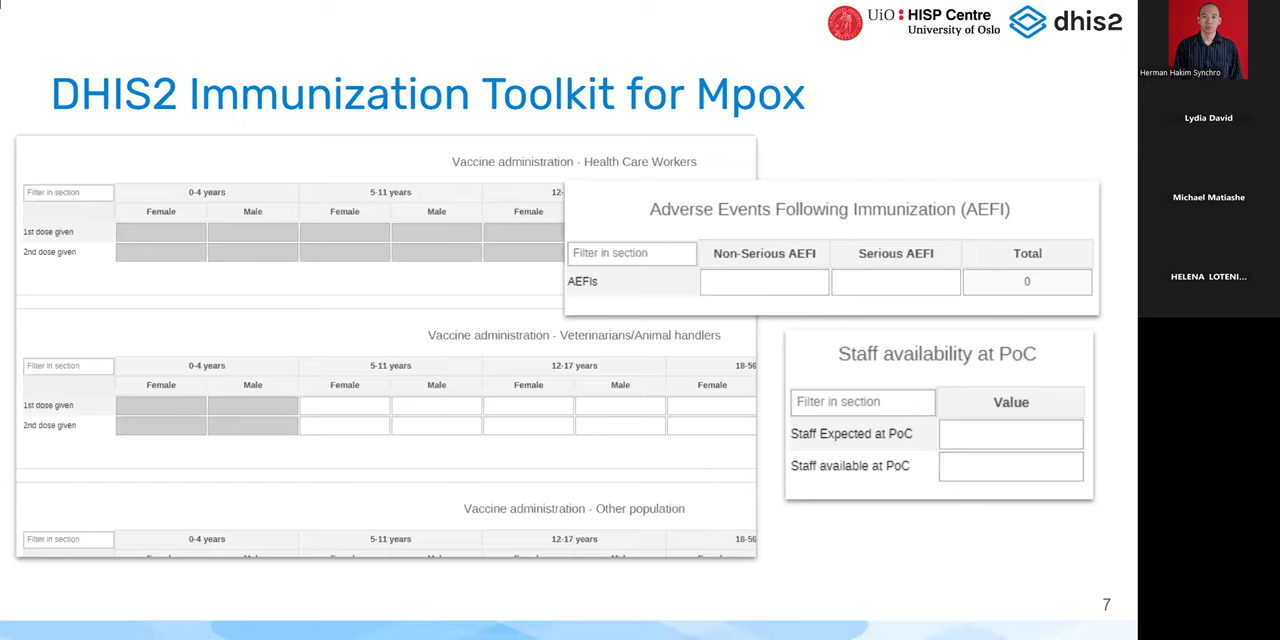 UiO : HISP Centre
University of Oslo
dhis2
DHIS2 Immunization Toolkit for Mpox
Vaccine administration - Health Care Workers
Filter in section
0-4 years
5-11 years
12-
Female
Male
Female
Male
Female
1st dose given
2nd dose given
Adverse Events Following Immunization (AEFI)
Filter in section
Non-Serious AEFI
Serious AEFI
Total
AEFIs
0
Vaccine administration - Veterinarians/Animal handlers
Filter in section
0-4 years
5-11 years
12-17 years
18-59
Female
Male
Female
Male
Female
Male
Female
1st dose given
2nd dose given
Staff availability at PoC
Filter in section
Value
Staff Expected at PoC
Staff available at PoC
Vaccine administration - Other population
Filter in section
0-4 years
5-11 years
12-17 years
18-59
7
Herman Hakim Synchro
Lydia David
Michael Matiashe
HELENA LOTENI...